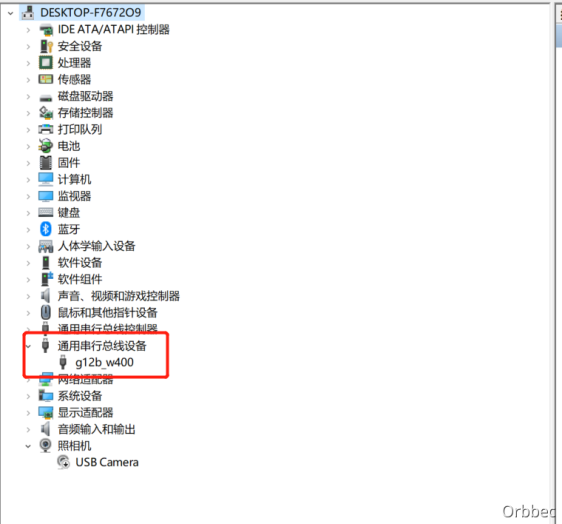 DESKTOP-F7672O9
IDE ATA/ATAPI 控制器
安全设备
处理器
传感器
磁盘驱动器
存储控制器
打印队列
电池
固件
计算机
监视器
键盘
蓝牙
人体学输入设备
软件设备
软件组件
声音、视频和游戏控制器
鼠标和其他指针设备
通用串行总线控制器
通用串行总线设备
g12b_w400
网络适配器
系统设备
显示适配器
音频输入和输出
照相机
USB Camera
Orbbec